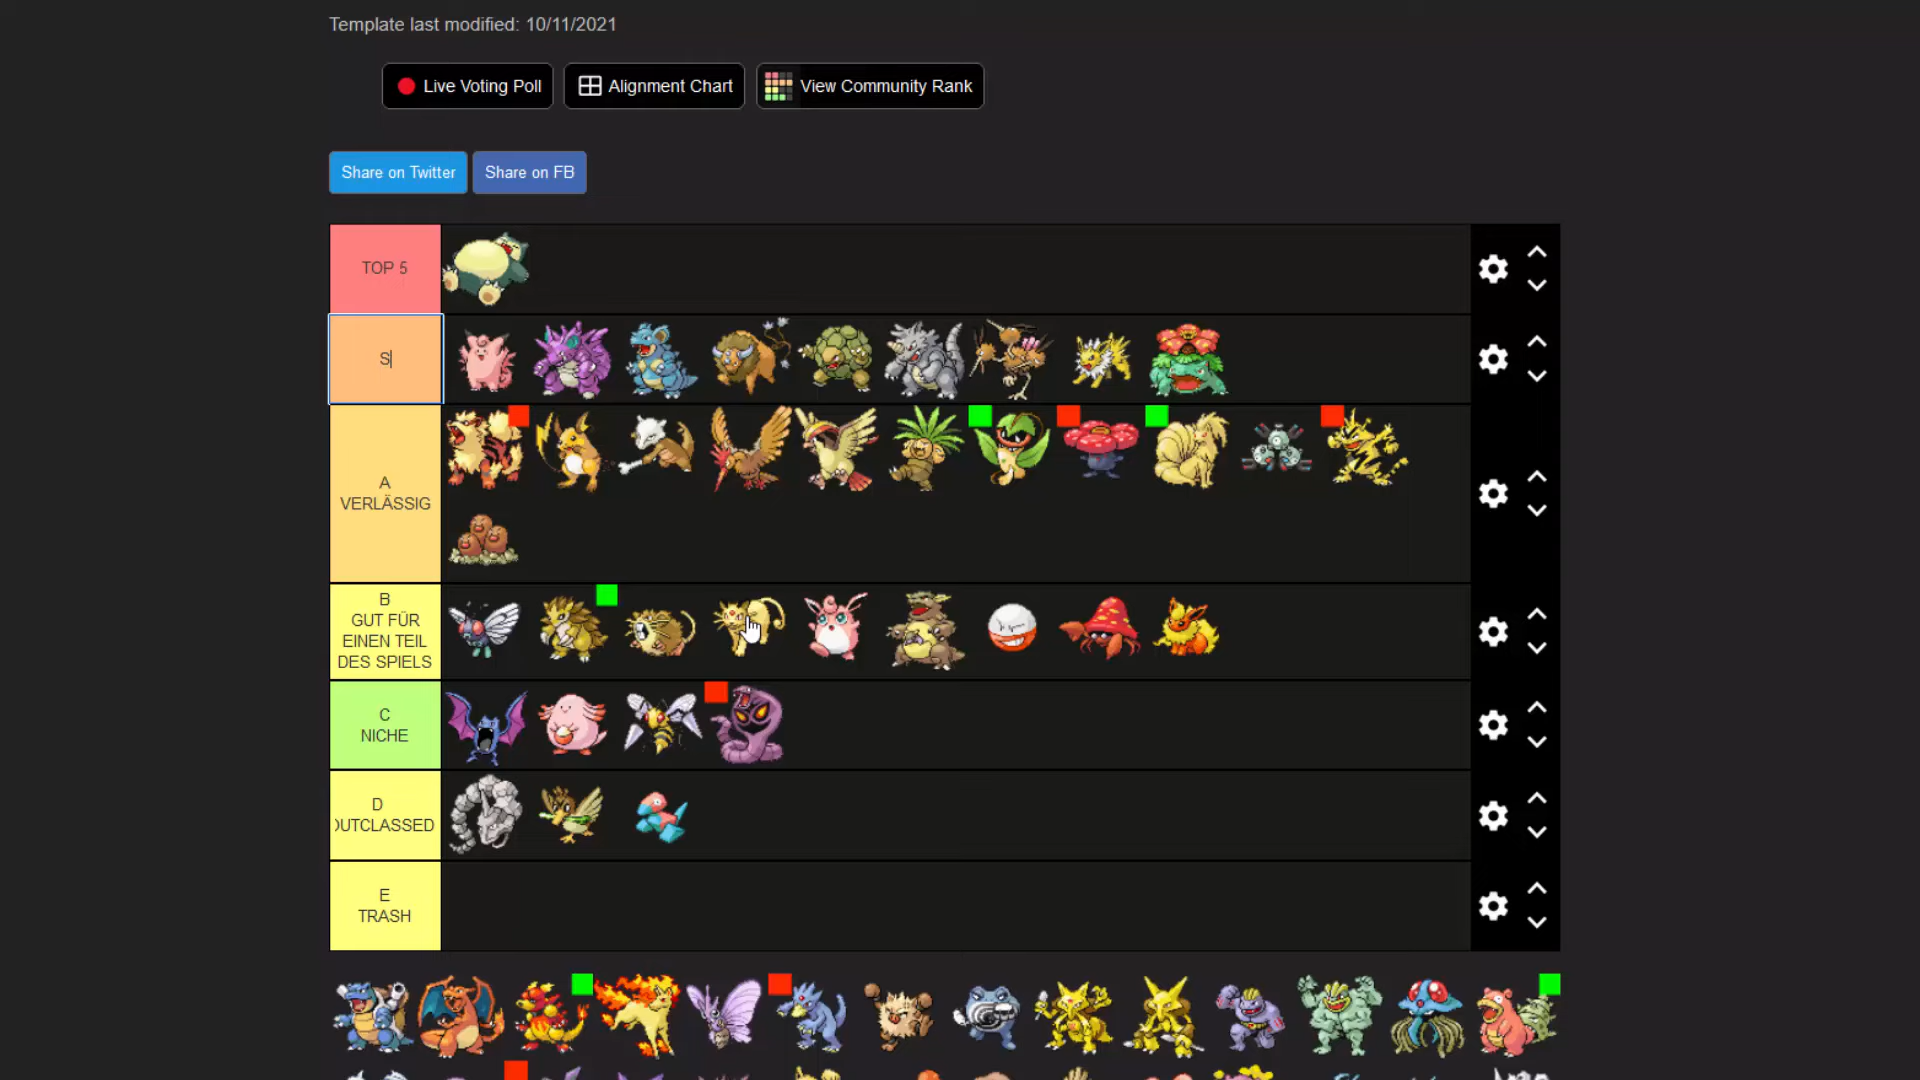 Template last modified: 10/11/2021
Live Voting Poll
Alignment Chart
View Community Rank
Share on Twitter
Share on FB
TOP 5
S
A
VERLÄSSIG
B
GUT FÜR
EINEN TEIL
DES SPIELS
C
NICHE
D
OUTCLASSED
E
TRASH